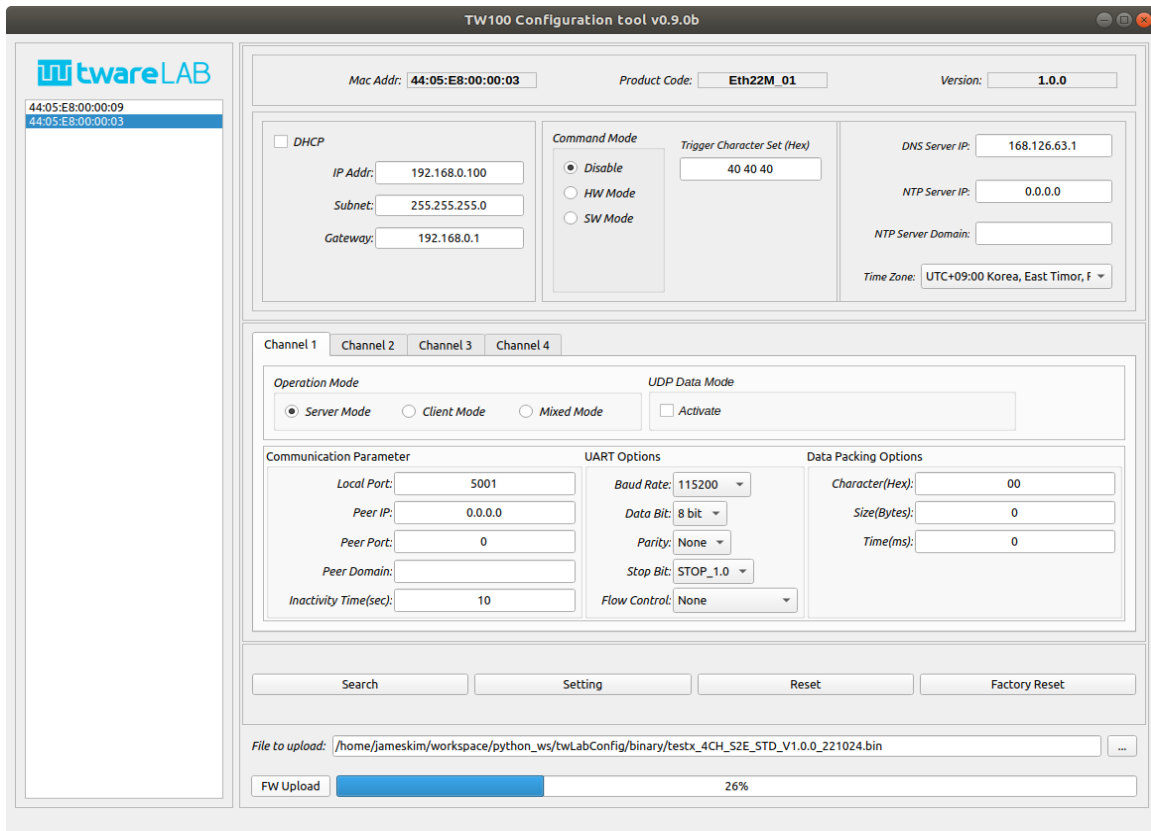 TW100 Configuration tool v0.9.0b
twareLAB
44:05:E8:00:00:09
44:05:E8:00:00:03
Mac Addr: 44:05:E8:00:00:03 Product Code: Eth22M_01 Version: 1.0.0
DHCP
IP Addr: 192.168.0.100
Subnet: 255.255.255.0
Gateway: 192.168.0.1
Command Mode
Disable
HW Mode
SW Mode
Trigger Character Set (Hex)
40 40 40
DNS Server IP: 168.126.63.1
NTP Server IP: 0.0.0.0
NTP Server Domain:
Time Zone: UTC+09:00 Korea, East Timor, F
Channel 1 Channel 2 Channel 3 Channel 4
Operation Mode
Server Mode Client Mode Mixed Mode
UDP Data Mode
Activate
Communication Parameter
Local Port: 5001
Peer IP: 0.0.0.0
Peer Port: 0
Peer Domain:
Inactivity Time(sec): 10
UART Options
Baud Rate: 115200
Data Bit: 8 bit
Parity: None
Stop Bit: STOP_1.0
Flow Control: None
Data Packing Options
Character(Hex): 00
Size(Bytes): 0
Time(ms): 0
Search Setting Reset Factory Reset
File to upload: /home/jameskim/workspace/python_ws/twLabConfig/binary/testx_4CH_S2E_STD_V1.0.0_221024.bin ...
FW Upload 26%